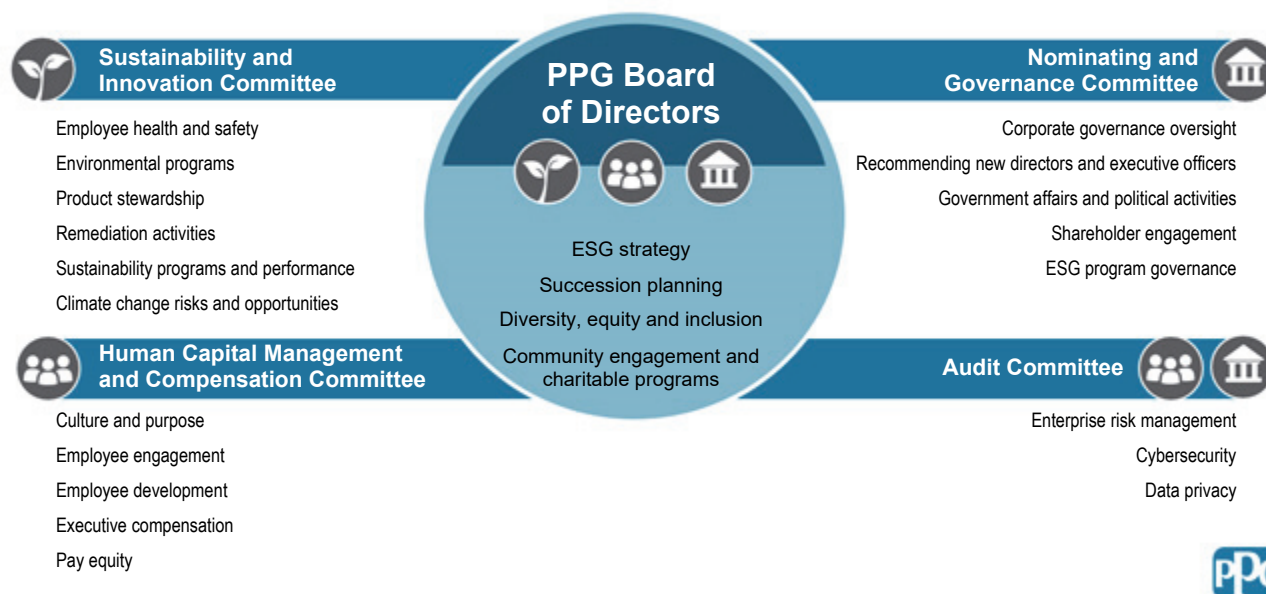 Sustainability and
Innovation Committee
Employee health and safety
Environmental programs
Product stewardship
Remediation activities
Sustainability programs and performance
Climate change risks and opportunities
PPG Board
of Directors
ESG strategy
Succession planning
Diversity, equity and inclusion
Community engagement and
charitable programs
Nominating and
Governance Committee
Corporate governance oversight
Recommending new directors and executive officers
Government affairs and political activities
Shareholder engagement
ESG program governance
Human Capital Management
and Compensation Committee
Culture and purpose
Employee engagement
Employee development
Executive compensation
Pay equity
Audit Committee
Enterprise risk management
Cybersecurity
Data privacy
PPG